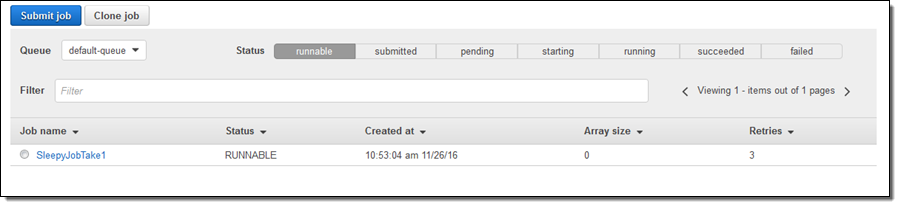 Submit job Clone job
Queue default-queue Status runnable submitted pending starting running succeeded failed
Filter Filter Viewing 1 - items out of 1 pages
Job name Status Created at Array size Retries
SleepyJobTake1 RUNNABLE 10:53:04 am 11/26/16 0 3